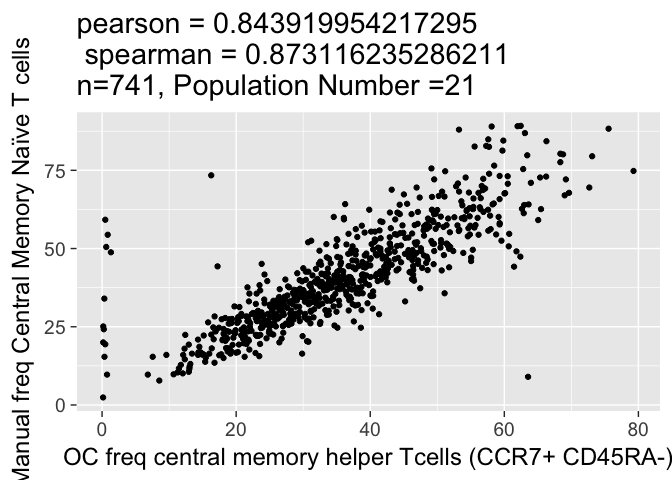 pearson = 0.843919954217295
spearman = 0.873116235286211
n=741, Population Number =21
Manual freq Central Memory Naïve T cells
75
50
25
0
0 20 40 60 80
OC freq central memory helper Tcells (CCR7+ CD45RA-)